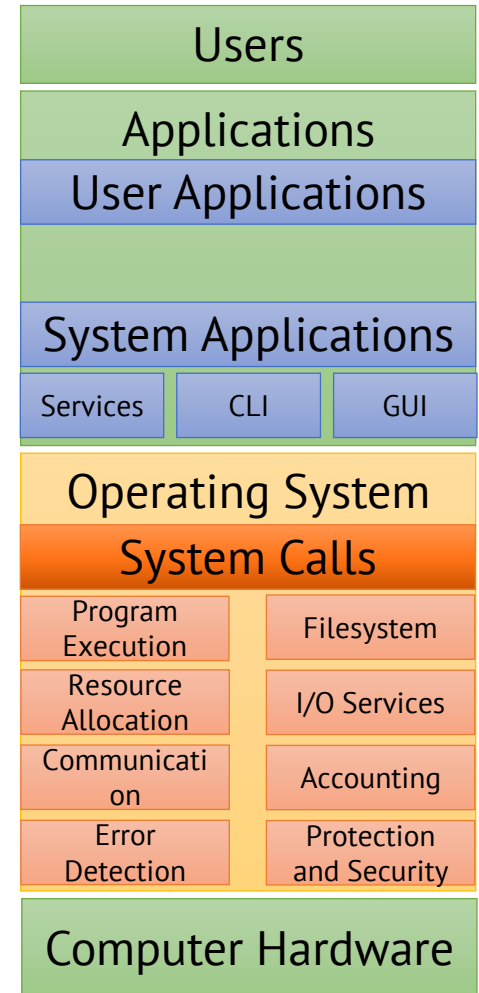 Users
Applications
User Applications
System Applications
Services
CLI
GUI
Operating System
System Calls
Program
Execution
Filesystem
Resource
Allocation
I/O Services
Communicati
on
Accounting
Error
Detection
Protection
and Security
Computer Hardware